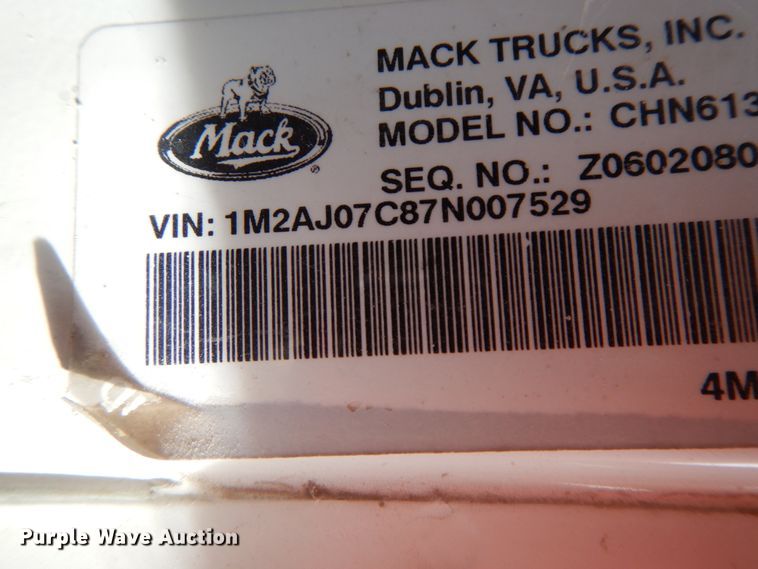 MACK TRUCKS, INC.
Dublin, VA, U.S.A.
MODEL NO.: CHN613
Mack
®
SEQ. NO.: Z0602080
VIN: 1M2AJ07C87N007529
4M
Purple Wave Auction